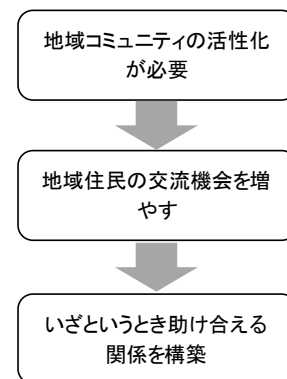 地域コミュニティの活性化
が必要
地域住民の交流機会を増
やす
いざというとき助け合える
関係を構築